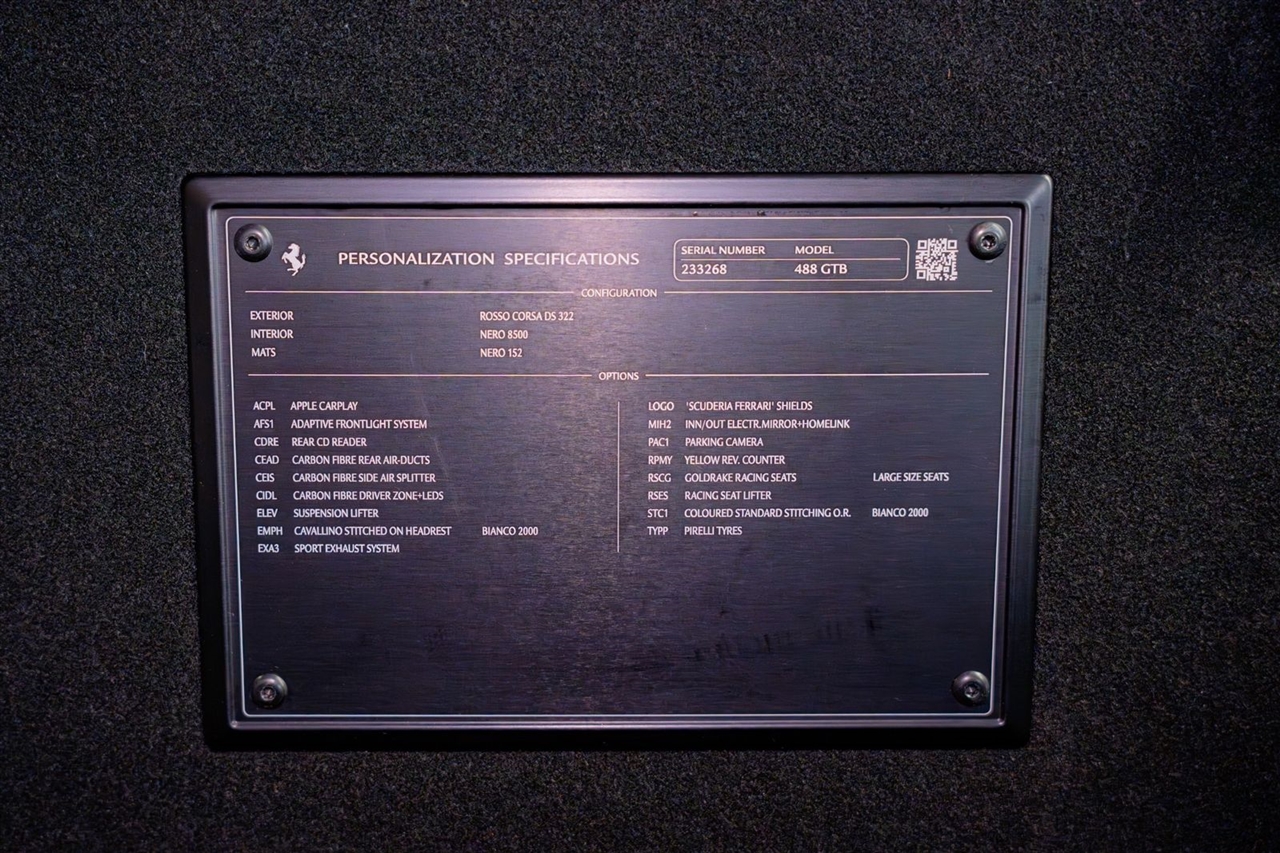 PERSONALIZATION SPECIFICATIONS
SERIAL NUMBER MODEL
233268 488 GTB
CONFIGURATION
EXTERIOR ROSSO CORSA DS 322
INTERIOR NERO 8500
MATS NERO 152
OPTIONS
ACPL APPLE CARPLAY
AFS1 ADAPTIVE FRONTLIGHT SYSTEM
CDRE REAR CD READER
CEAD CARBON FIBRE REAR AIR-DUCTS
CEIS CARBON FIBRE SIDE AIR SPLITTER
CIDL CARBON FIBRE DRIVER ZONE+LEDS
ELEV SUSPENSION LIFTER
EMPH CAVALLINO STITCHED ON HEADREST BIANCO 2000
EXA3 SPORT EXHAUST SYSTEM
LOGO 'SCUDERIA FERRARI' SHIELDS
MIH2 INN/OUT ELECTR.MIRROR+HOMELINK
PAC1 PARKING CAMERA
RPMY YELLOW REV. COUNTER
RSCG GOLDRAKE RACING SEATS LARGE SIZE SEATS
RSES RACING SEAT LIFTER
STC1 COLOURED STANDARD STITCHING O.R. BIANCO 2000
TYPP PIRELLI TYRES